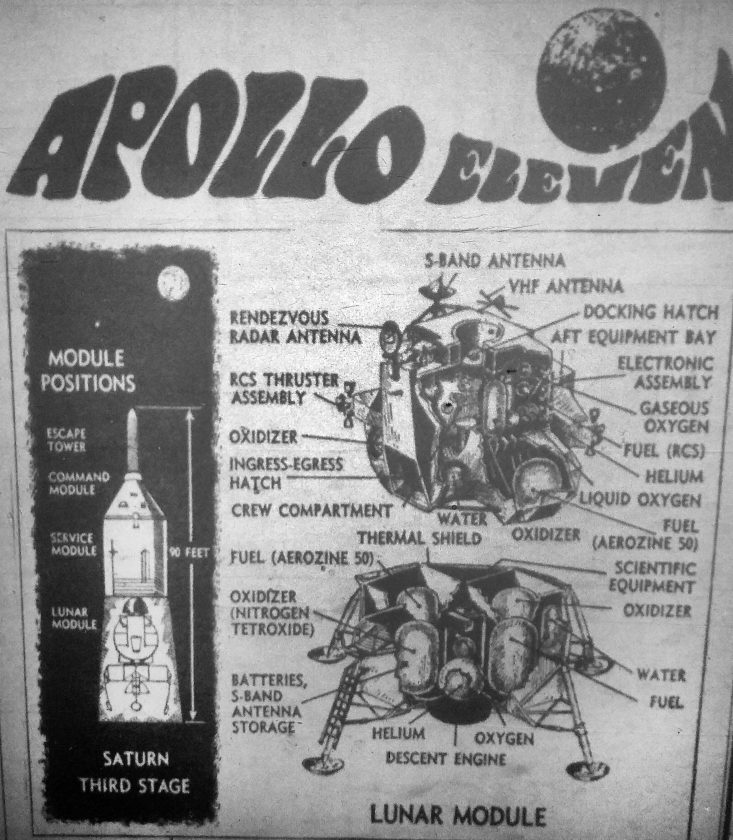 APOLLO ELEMEN
MODULE
POSITIONS
ESCAPE
TOWER
COMMAND
MODULE
SERVICE
MODULE
90 FEET
LUNAR
MODULE
SATURN
THIRD STAGE
S-BAND ANTENNA
VHF ANTENNA
RENDEZVOUS
RADAR ANTENNA
DOCKING HATCH
AFT EQUIPMENT BAY
ELECTRONIC
ASSEMBLY
RCS THRUSTER
ASSEMBLY
GASEOUS
OXYGEN
OXIDIZER
FUEL (RCS)
INGRESS-EGRESS
HATCH
HELIUM
LIQUID OXYGEN
CREW COMPARTMENT
WATER
OXIDIZER
FUEL
(AEROZINE 50)
THERMAL SHIELD
FUEL (AEROZINE 50)
SCIENTIFIC
EQUIPMENT
OXIDIZER
(NITROGEN
TETROXIDE)
OXIDIZER
BATTERIES,
S-BAND
ANTENNA
STORAGE
WATER
FUEL
HELIUM
OXYGEN
DESCENT ENGINE
LUNAR MODULE